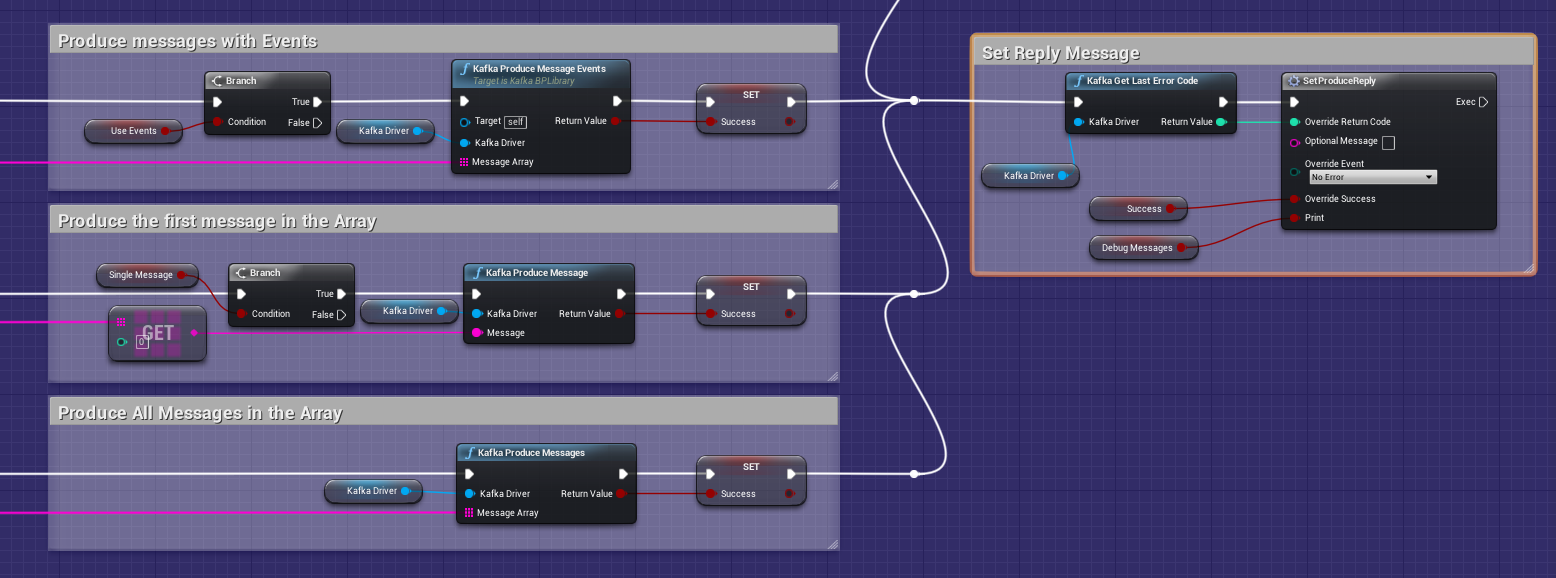 Produce messages with Events
Branch
True
Condition
False
Use Events
Kafka Driver
Kafka Produce Message Events
Target is Kafka BPLibrary
Target self
Return Value
Kafka Driver
Message Array
SET
Success
Produce the first message in the Array
Single Message
GET
0
Branch
True
Condition
False
Kafka Driver
Kafka Produce Message
Kafka Driver
Return Value
Message
SET
Success
Produce All Messages in the Array
Kafka Driver
Kafka Produce Messages
Kafka Driver
Return Value
Message Array
SET
Success
Set Reply Message
Kafka Get Last Error Code
Kafka Driver
Return Value
Kafka Driver
Success
Debug Messages
SetProduceReply
Exec
Override Return Code
Optional Message
Override Event
No Error
Override Success
Print